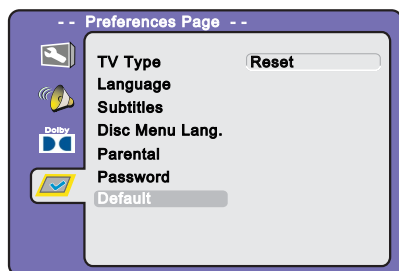 - - Preferences Page - -
TV Type Reset
Language
Subtitles
Disc Menu Lang.
Parental
Password
Default
Dolby